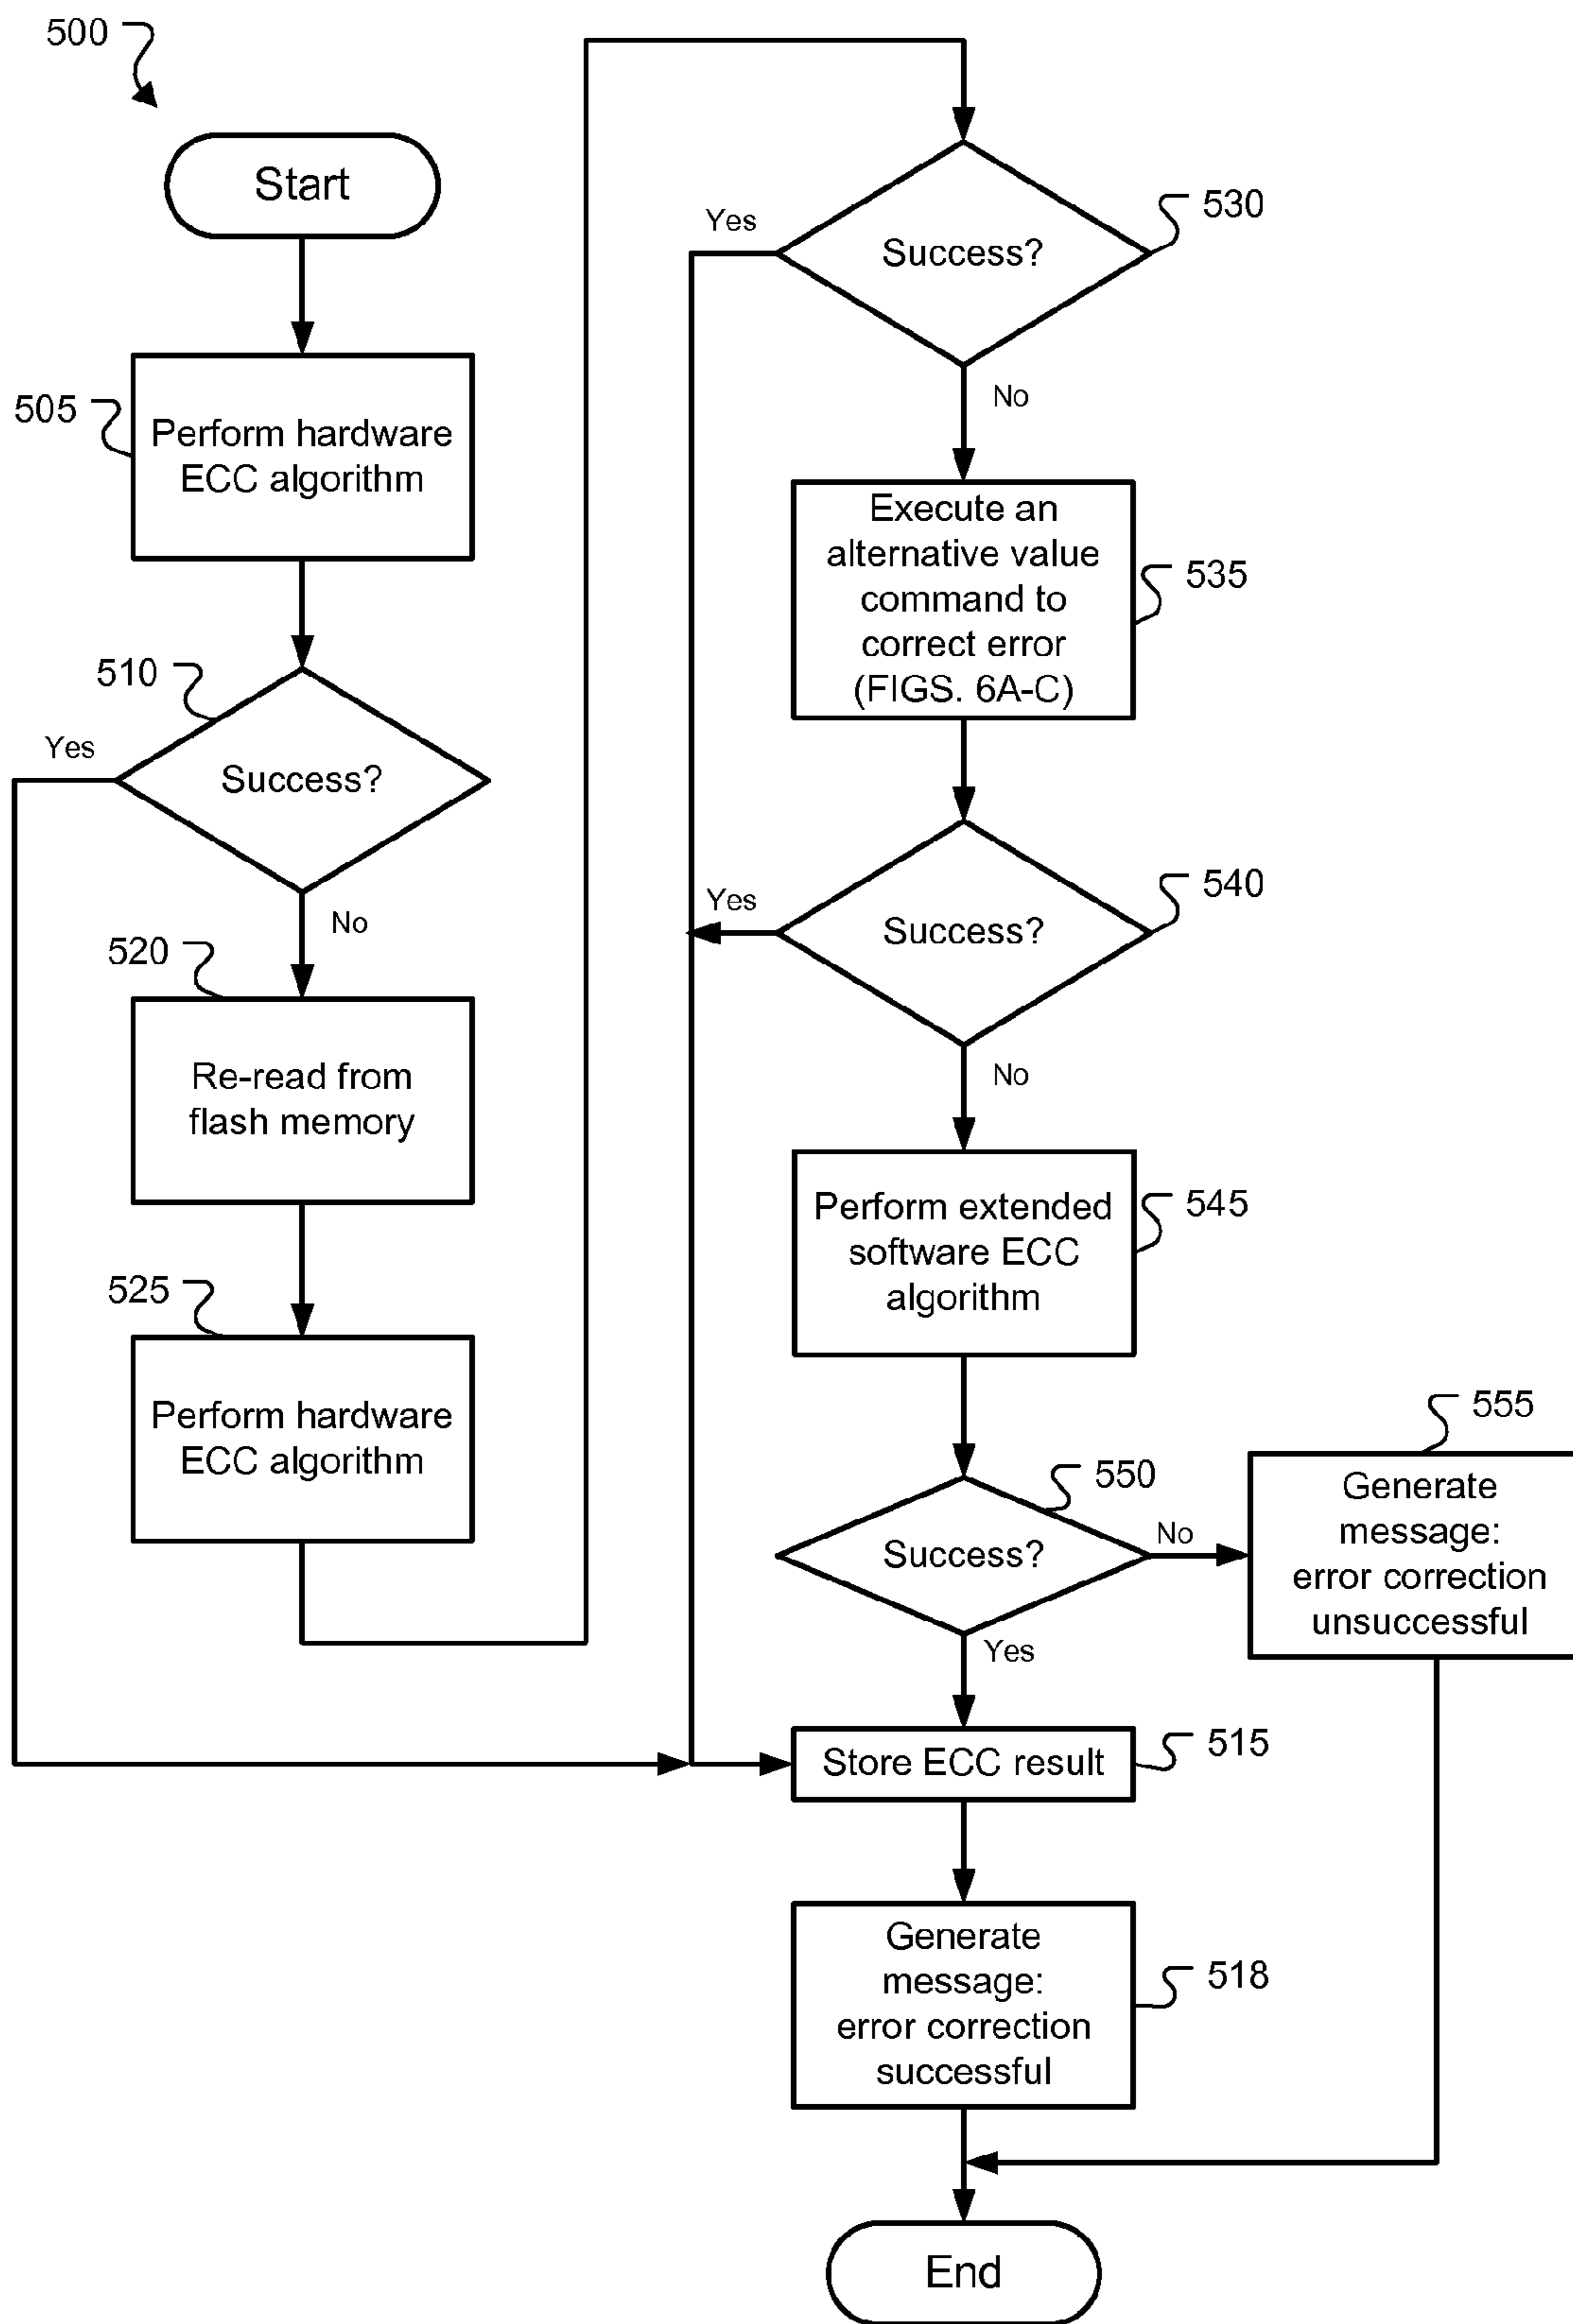 500
Start
505
Perform hardware
ECC algorithm
510
Yes
Success?
No
520
Re-read from
flash memory
525
Perform hardware
ECC algorithm
530
Yes
Success?
No
Execute an
alternative value
command to
correct error
(FIGS. 6A-C)
535
540
Yes
Success?
No
Perform extended
software ECC
algorithm
545
550
Success?
No
Yes
555
Generate
message:
error correction
unsuccessful
Store ECC result
515
Generate
message:
error correction
successful
518
End